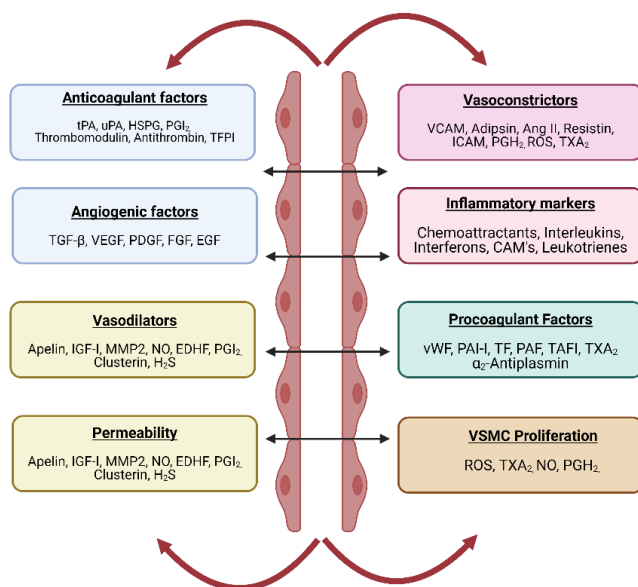 Anticoagulant factors
tPA, uPA, HSPG, PGI₂,
Thrombomodulin, Antithrombin, TFPI
Angiogenic factors
TGF-β, VEGF, PDGF, FGF, EGF
Vasodilators
Apelin, IGF-I, MMP2, NO, EDHF, PGI₂,
Clusterin, H₂S
Permeability
Apelin, IGF-I, MMP2, NO, EDHF, PGI₂,
Clusterin, H₂S
Vasoconstrictors
VCAM, Adipsin, Ang II, Resistin,
ICAM, PGH₂, ROS, TXA₂
Inflammatory markers
Chemoattractants, Interleukins,
Interferons, CAM's, Leukotrienes
Procoagulant Factors
vWF, PAI-I, TF, PAF, TAFI, TXA₂
α₂-Antiplasmin
VSMC Proliferation
ROS, TXA₂, NO, PGH₂,